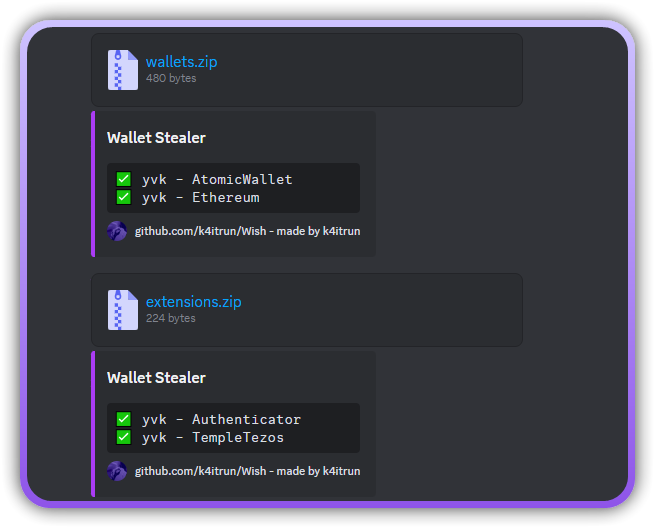 wallets.zip
480 bytes
Wallet Stealer
✅ yvk - AtomicWallet
✅ yvk - Ethereum
github.com/k4itrun/Wish - made by k4itrun
extensions.zip
224 bytes
Wallet Stealer
✅ yvk - Authenticator
✅ yvk - TempleTezos
github.com/k4itrun/Wish - made by k4itrun